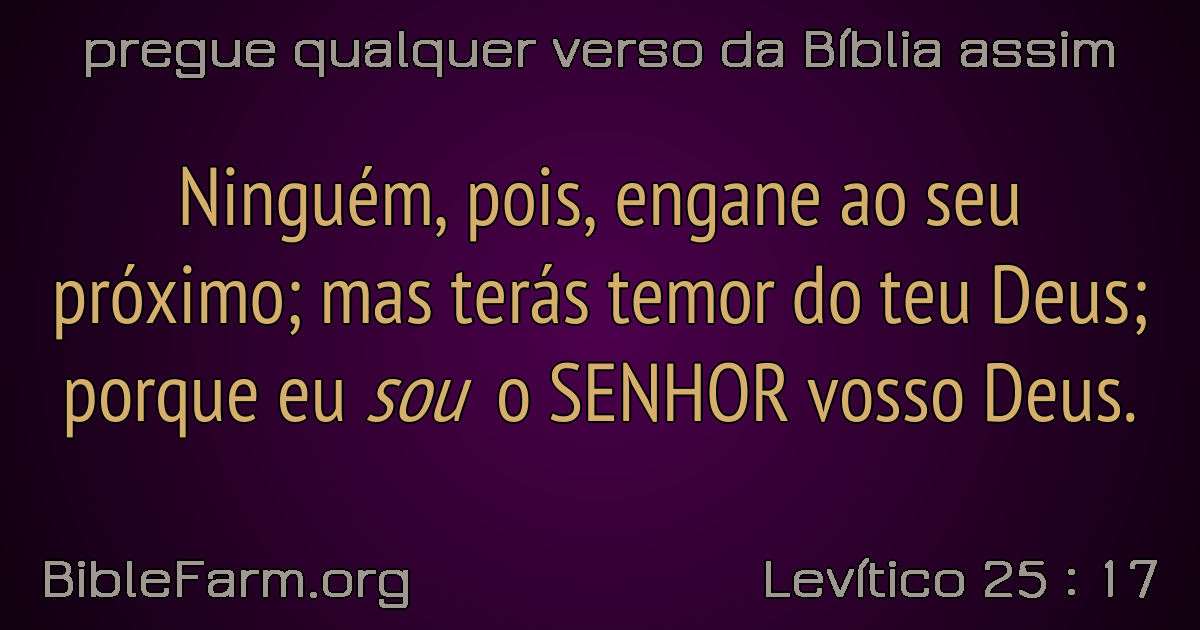 pregue qualquer verso da Bíblia assim
Ninguém, pois, engane ao seu
próximo; mas terás temor do teu Deus;
porque eu sou o SENHOR vosso Deus.
BibleFarm.org
Levítico 25 : 17